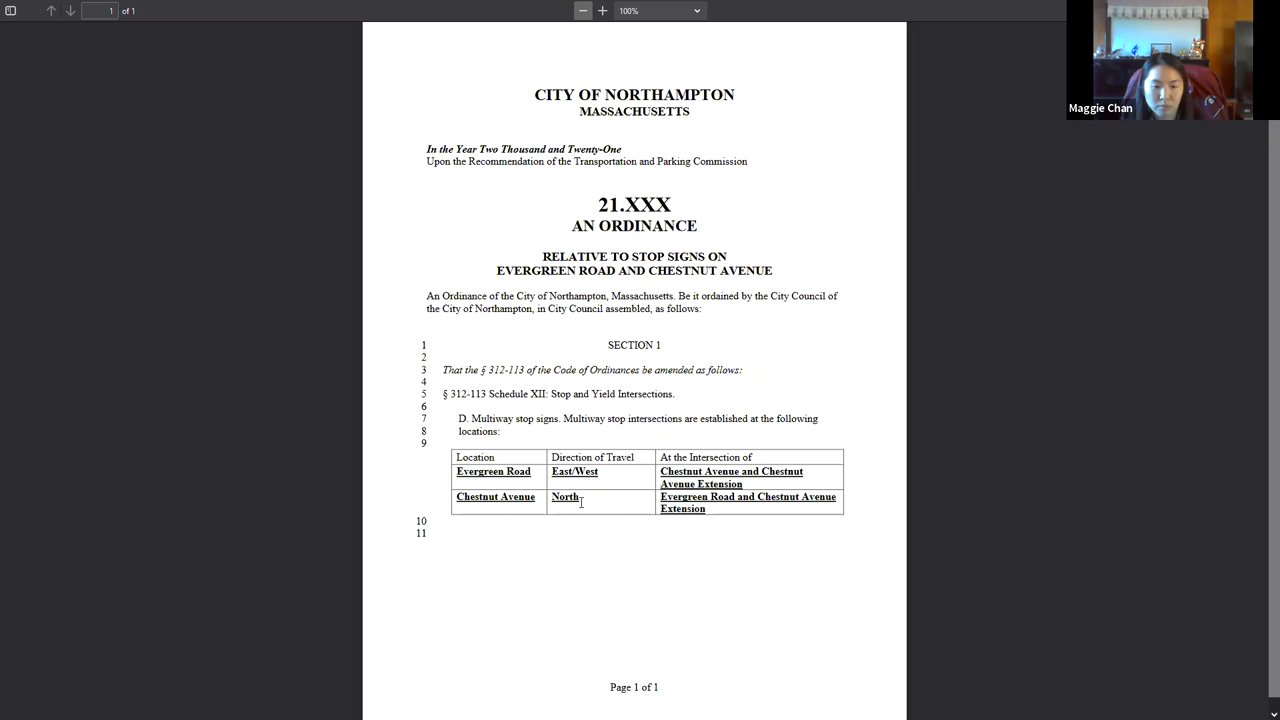 1 of 1 100%
Maggie Chan
CITY OF NORTHAMPTON
MASSACHUSETTS
In the Year Two Thousand and Twenty-One
Upon the Recommendation of the Transportation and Parking Commission
21.XXX
AN ORDINANCE
RELATIVE TO STOP SIGNS ON
EVERGREEN ROAD AND CHESTNUT AVENUE
An Ordinance of the City of Northampton, Massachusetts. Be it ordained by the City Council of
the City of Northampton, in City Council assembled, as follows:
1 SECTION 1
2
3 That the § 312-113 of the Code of Ordinances be amended as follows:
4
5 § 312-113 Schedule XII: Stop and Yield Intersections.
6
7 D. Multiway stop signs. Multiway stop intersections are established at the following
8 locations:
9
Location Direction of Travel At the Intersection of
Evergreen Road East/West Chestnut Avenue and Chestnut
Avenue Extension
Chestnut Avenue North Evergreen Road and Chestnut Avenue
Extension
10
11
Page 1 of 1